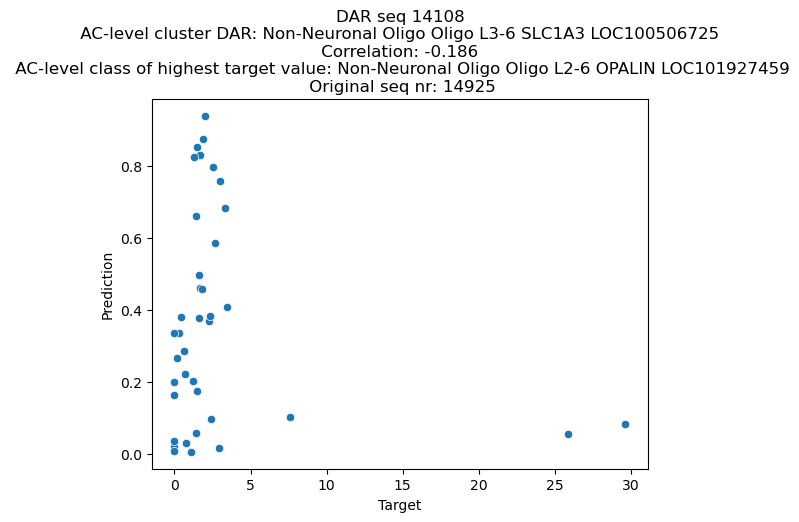 DAR seq 14108
AC-level cluster DAR: Non-Neuronal Oligo Oligo L3-6 SLC1A3 LOC100506725
Correlation: -0.186
AC-level class of highest target value: Non-Neuronal Oligo Oligo L2-6 OPALIN LOC101927459
Original seq nr: 14925
0.8
0.6
0.4
0.2
0.0
Prediction
0 5 10 15 20 25 30
Target